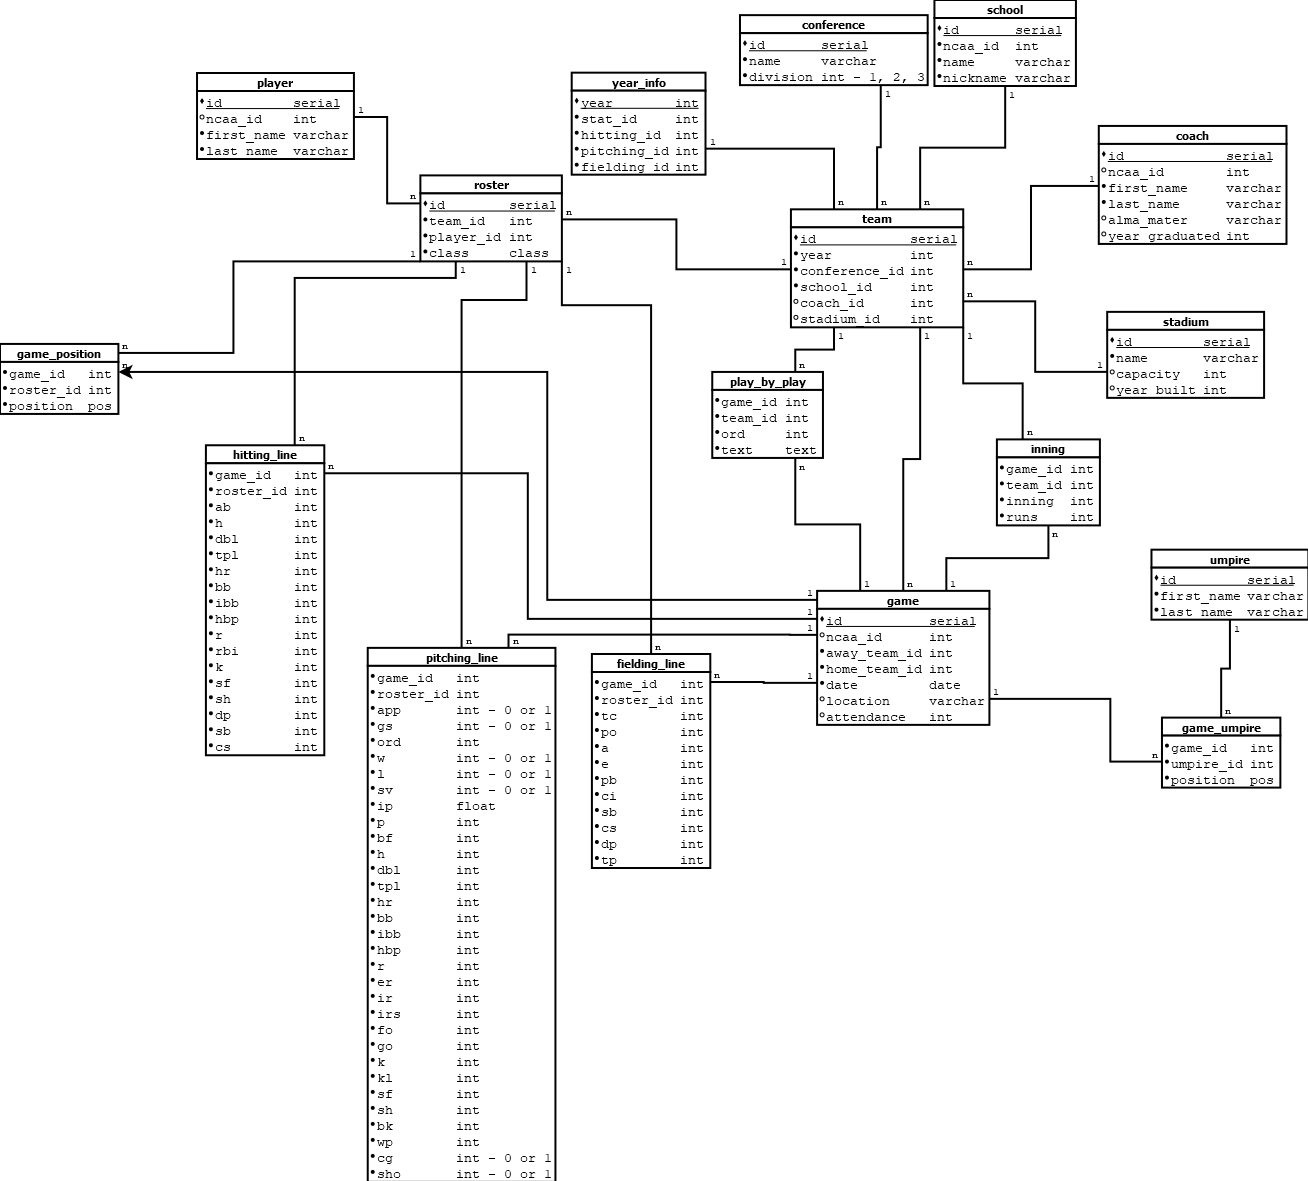 school
id serial
ncaa_id int
name varchar
nickname varchar
conference
id serial
name varchar
division int - 1, 2, 3
1
1
player
id serial
ncaa_id int
first_name varchar
last_name varchar
1
year_info
year int
stat_id int
hitting_id int
pitching_id int
fielding_id int
1
coach
id serial
ncaa_id int
first_name varchar
last_name varchar
alma_mater varchar
year_graduated int
1
roster
id serial
team_id int
player_id int
class class
n
n
1
1
1
1
team
id serial
year int
conference_id int
school_id int
coach_id int
stadium_id int
n
n
n
1
n
n
1
1
1
stadium
id serial
name varchar
capacity int
year_built int
1
game_position
game_id int
roster_id int
position pos
n
n
play_by_play
game_id int
team_id int
ord int
text text
n
n
inning
game_id int
team_id int
inning int
runs int
n
n
hitting_line
game_id int
roster_id int
ab int
h int
dbl int
tpl int
hr int
bb int
ibb int
hbp int
r int
rbi int
k int
sf int
sh int
dp int
sb int
cs int
n
n
umpire
id serial
first_name varchar
last_name varchar
1
game
id serial
ncaa_id int
away_team_id int
home_team_id int
date date
location varchar
attendance int
1
n
1
1
1
1
1
1
pitching_line
game_id int
roster_id int
app int - 0 or 1
gs int - 0 or 1
ord int
w int - 0 or 1
l int - 0 or 1
sv int - 0 or 1
ip float
p int
bf int
h int
dbl int
tpl int
hr int
bb int
ibb int
hbp int
r int
er int
ir int
irs int
fo int
go int
k int
kl int
sf int
sh int
bk int
wp int
cg int - 0 or 1
sho int - 0 or 1
n
n
fielding_line
game_id int
roster_id int
tc int
po int
a int
e int
pb int
ci int
sb int
cs int
dp int
tp int
n
n
game_umpire
game_id int
umpire_id int
position pos
n
n